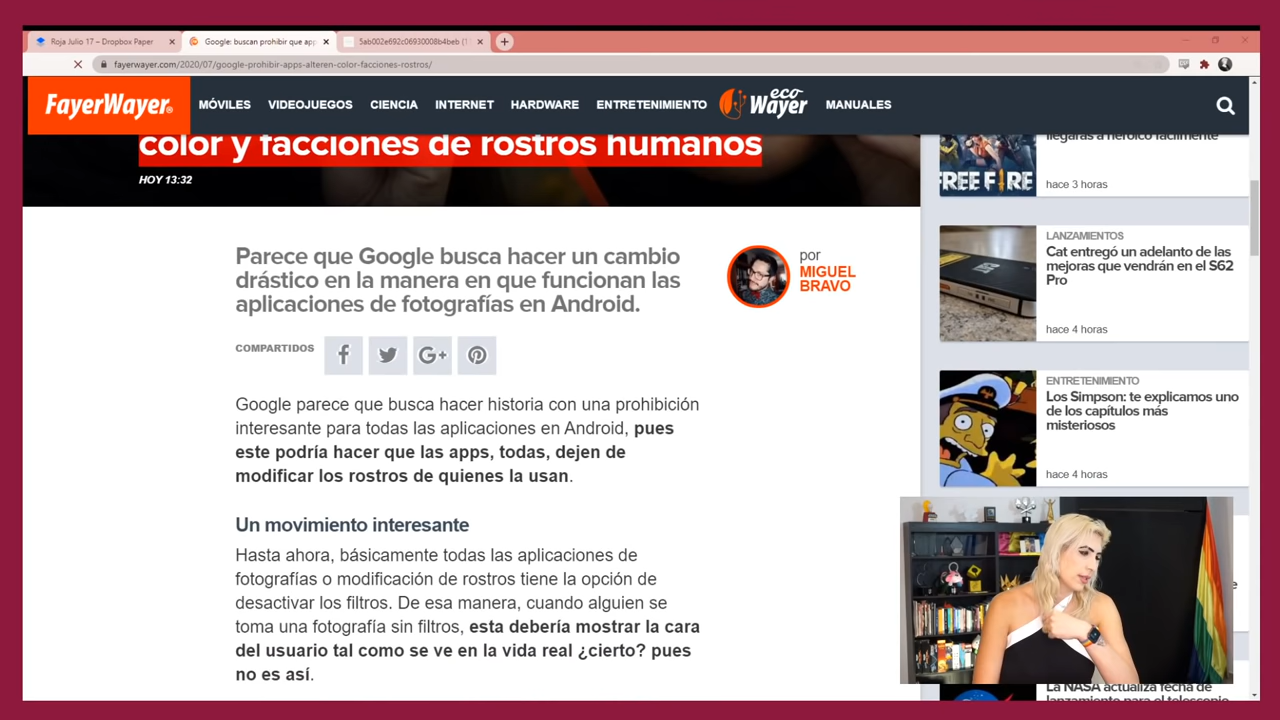 Roja Julio 17 – Dropbox Paper
Google: buscan prohibir que app
5ab002e692c06930008b4beb (1
fayerwayer.com/2020/07/google-prohibir-apps-alteren-color-facciones-rostros/
FayerWayer
MÓVILES
VIDEOJUEGOS
CIENCIA
INTERNET
HARDWARE
ENTRETENIMIENTO
eco
Wayer
MANUALES
color y facciones de rostros humanos
HOY 13:32
Parece que Google busca hacer un cambio
drástico en la manera en que funcionan las
aplicaciones de fotografías en Android.
por
MIGUEL
BRAVO
COMPARTIDOS
G+
Google parece que busca hacer historia con una prohibición
interesante para todas las aplicaciones en Android, pues
este podría hacer que las apps, todas, dejen de
modificar los rostros de quienes la usan.
Un movimiento interesante
Hasta ahora, básicamente todas las aplicaciones de
fotografías o modificación de rostros tiene la opción de
desactivar los filtros. De esa manera, cuando alguien se
toma una fotografía sin filtros, esta debería mostrar la cara
del usuario tal como se ve en la vida real ¿cierto? pues
no es así.
llegarás a heroico fácilmente
FREE FIRE
hace 3 horas
LANZAMIENTOS
Cat entregó un adelanto de las
mejoras que vendrán en el S62
Pro
hace 4 horas
ENTRETENIMIENTO
Los Simpson: te explicamos uno
de los capítulos más
misteriosos
hace 4 horas
La NASA actualiza fecha de
lanzamiento para el telescopio